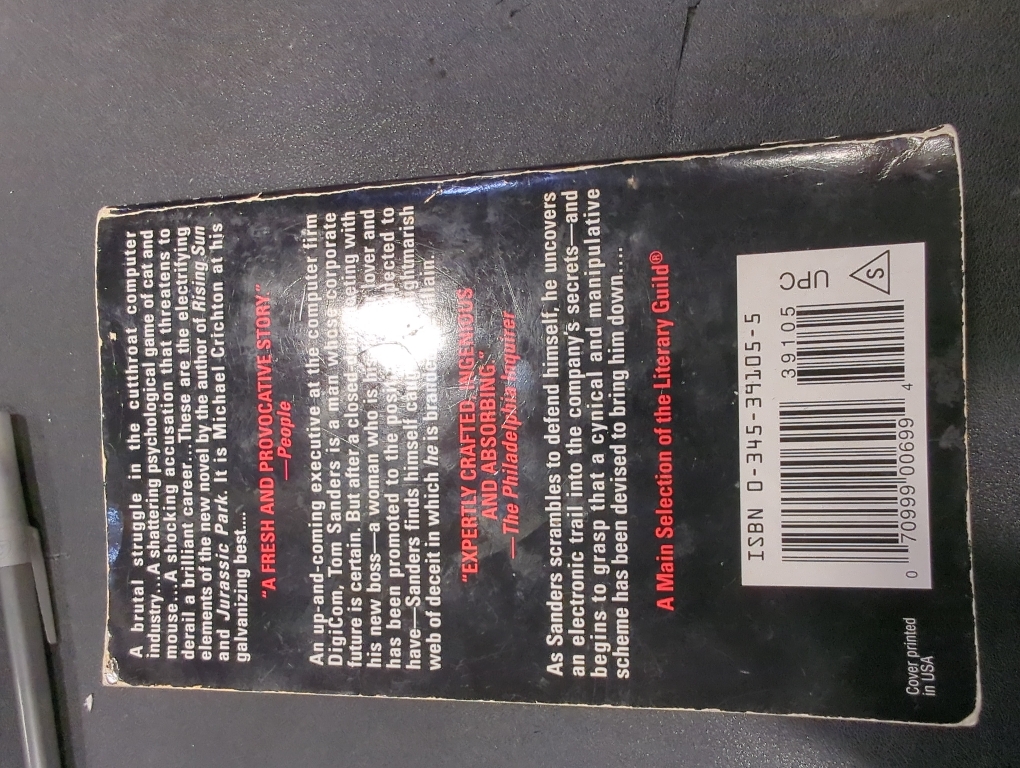 A brutal struggle in the cutthroat computer
industry...A shattering psychological game of cat and
mouse...A shocking accusation that threatens to
derail a brilliant career...These are the electrifying
elements of the new novel by the author of Rising Sun
and Jurassic Park. It is Michael Crichton at his
galvanizing best....
"A FRESH AND PROVOCATIVE STORY."
—People
An up-and-coming executive at the computer firm
DigiCom, Tom Sanders is a man whose corporate
future is certain. But after a closed- with
his new boss—a woman who is his lover and
has been promoted to the to
have—Sanders finds himself
web of deceit in which he is branded
"EXPERTLY CRAFTED, INGENIOUS
AND ABSORBING."
—The Philadelphia Inquirer
As Sanders scrambles to defend himself, he uncovers
an electronic trail into the company's secrets—and
begins to grasp that a cynical and manipulative
scheme has been devised to bring him down....
A Main Selection of the Literary Guild®
ISBN 0-345-39105-5
39105
UPC
S
0 70999 00699 4
Cover printed
in USA